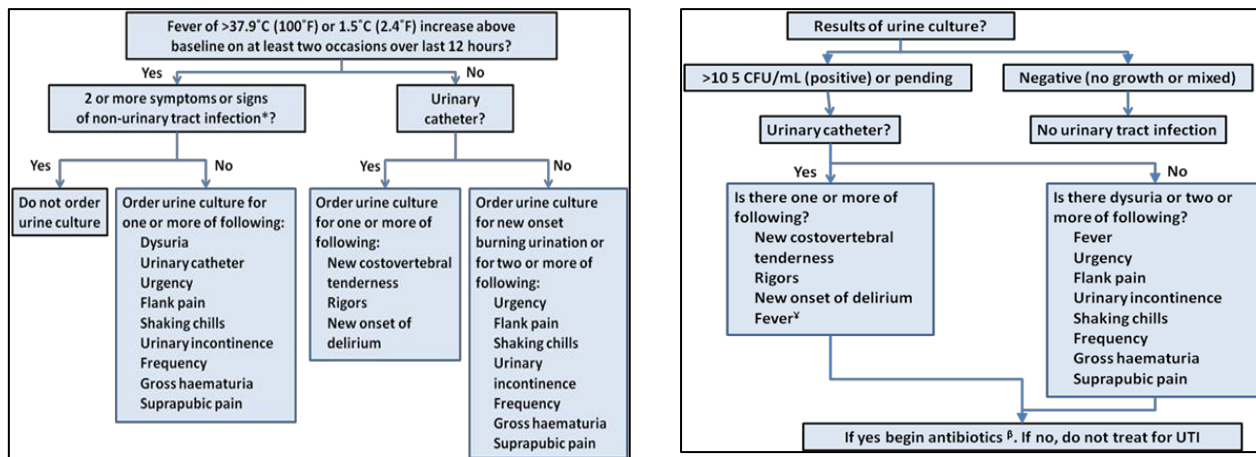 Fever of >37.9˚C (100˚F) or 1.5˚C (2.4˚F) increase above
baseline on at least two occasions over last 12 hours?
Yes
No
2 or more symptoms or signs
of non-urinary tract infection*?
Urinary
catheter?
Yes
No
Yes
No
Do not order
urine culture
Order urine culture for
one or more of following:
Dysuria
Urinary catheter
Urgency
Flank pain
Shaking chills
Urinary incontinence
Frequency
Gross haematuria
Suprapubic pain
Order urine culture
for one or more of
following:
New costovertebral
tenderness
Rigors
New onset of
delirium
Order urine culture
for new onset
burning urination or
for two or more of
following:
Urgency
Flank pain
Shaking chills
Urinary
incontinence
Frequency
Gross haematuria
Suprapubic pain
Results of urine culture?
>10 5 CFU/mL (positive) or pending
Negative (no growth or mixed)
Urinary catheter?
No urinary tract infection
Yes
No
Is there one or more of
following?
New costovertebral
tenderness
Rigors
New onset of delirium
Fever¥
Is there dysuria or two or
more of following?
Fever
Urgency
Flank pain
Urinary incontinence
Shaking chills
Frequency
Gross haematuria
Suprapubic pain
If yes begin antibiotics β. If no, do not treat for UTI